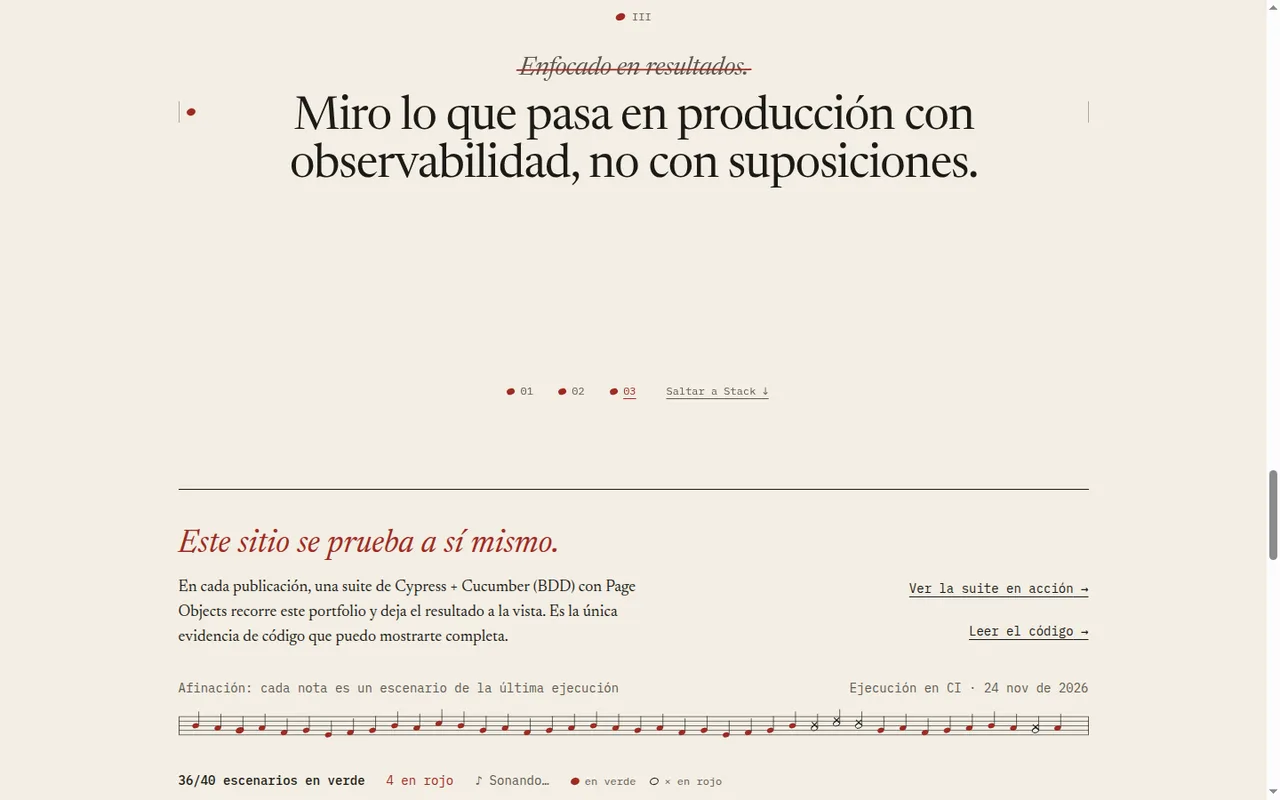 III
Enfocado en resultados.
Miro lo que pasa en producción con
observabilidad, no con suposiciones.
01 02 03 Saltar a Stack ↓
Este sitio se prueba a sí mismo.
En cada publicación, una suite de Cypress + Cucumber (BDD) con Page
Objects recorre este portfolio y deja el resultado a la vista. Es la única
evidencia de código que puedo mostrarte completa.
Ver la suite en acción →
Leer el código →
Afinación: cada nota es un escenario de la última ejecución
Ejecución en CI · 24 nov de 2026
36/40 escenarios en verde 4 en rojo ♪ Sonando… en verde × en rojo